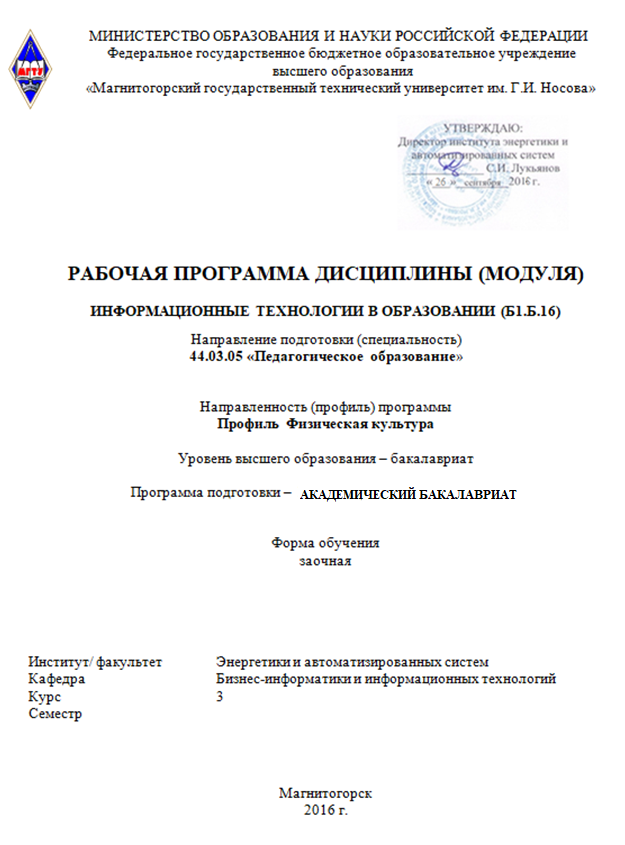 МИНИСТЕРСТВО ОБРАЗОВАНИЯ И НАУКИ РОССИЙСКОЙ ФЕДЕРАЦИИ
Федеральное государственное бюджетное образовательное учреждение
высшего образования
«Магнитогорский государственный технический университет им. Г.И. Носова»
МГТУ
УТВЕРЖДАЮ:
Директор института энергетики и
автоматизированных систем
С.И. Лукьянов
« 26 » сентября 2016 г.
РАБОЧАЯ ПРОГРАММА ДИСЦИПЛИНЫ (МОДУЛЯ)
ИНФОРМАЦИОННЫЕ ТЕХНОЛОГИИ В ОБРАЗОВАНИИ (Б1.Б.16)
Направление подготовки (специальность)
44.03.05 «Педагогическое образование»
Направленность (профиль) программы
Профиль Физическая культура
Уровень высшего образования – бакалавриат
Программа подготовки – АКАДЕМИЧЕСКИЙ БАКАЛАВРИАТ
Форма обучения
заочная
Институт/ факультет Энергетики и автоматизированных систем
Кафедра Бизнес-информатики и информационных технологий
Курс 3
Семестр
Магнитогорск
2016 г.